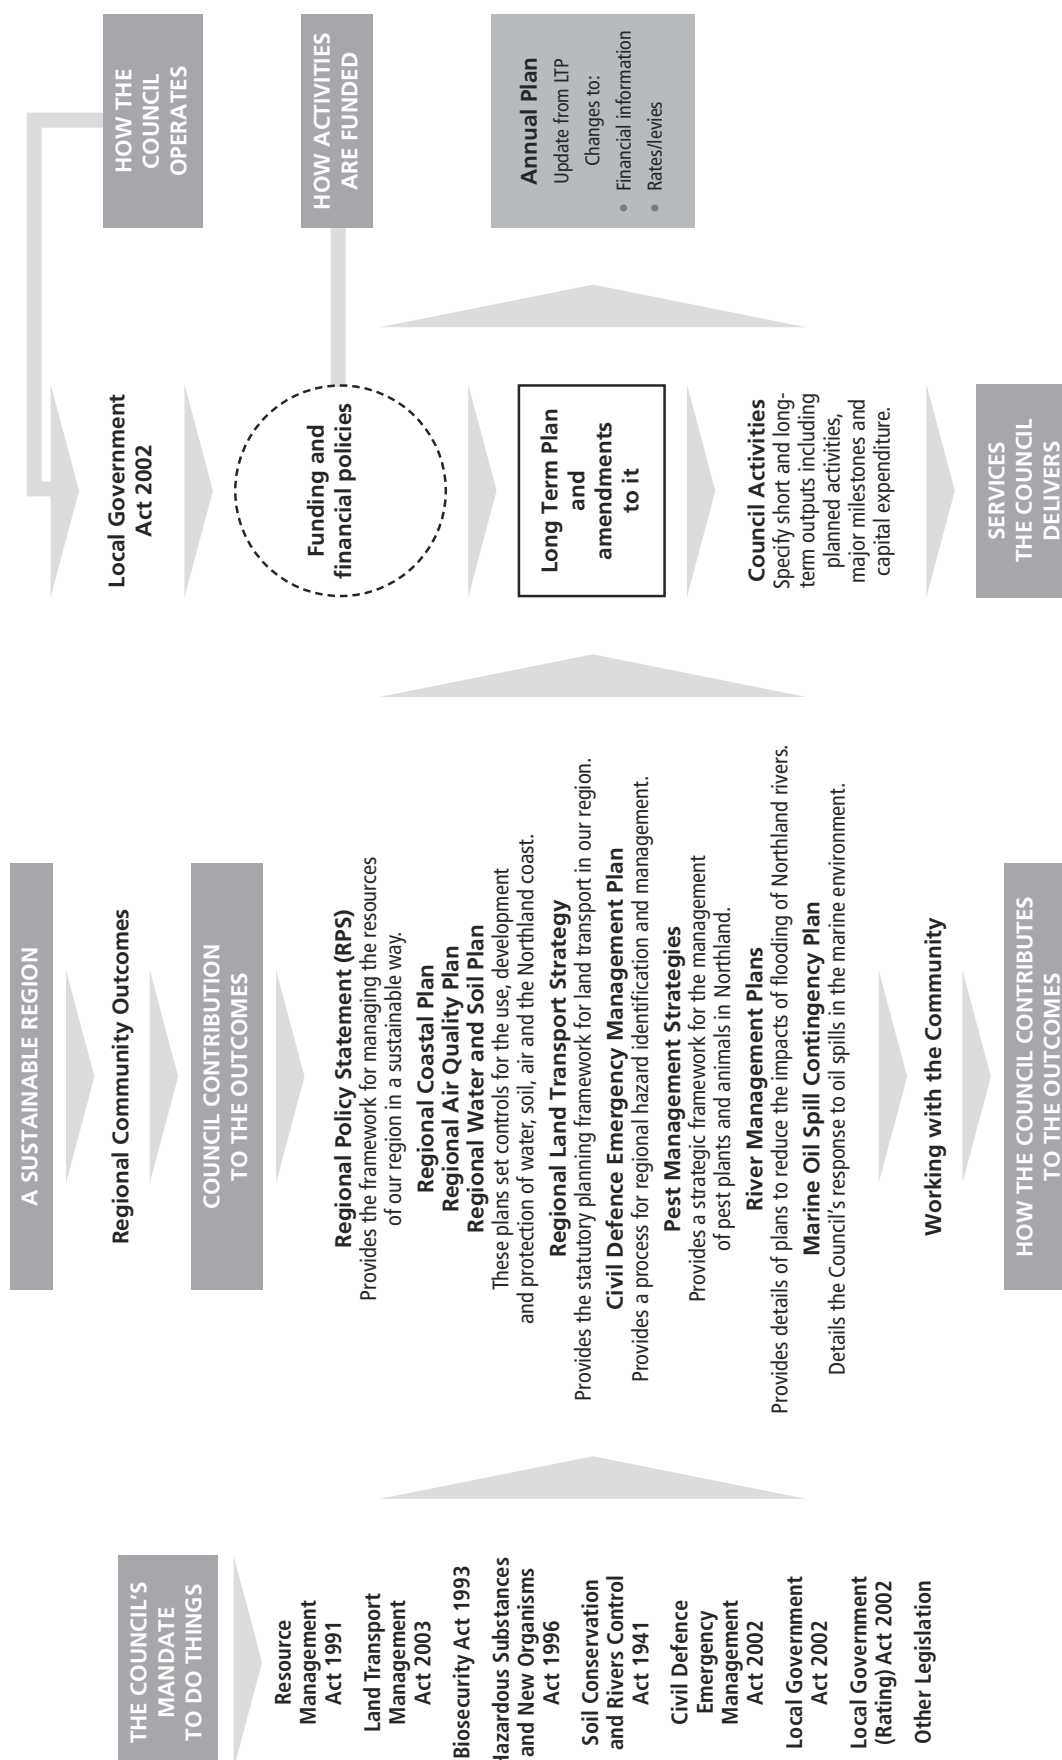 THE COUNCIL'S
MANDATE
TO DO THINGS
Resource
Management
Act 1991
Land Transport
Management
Act 2003
Biosecurity Act 1993
Hazardous Substances
and New Organisms
Act 1996
Soil Conservation
and Rivers Control
Act 1941
Civil Defence
Emergency
Management
Act 2002
Local Government
Act 2002
Local Government
(Rating) Act 2002
Other Legislation
A SUSTAINABLE REGION
Regional Community Outcomes
COUNCIL CONTRIBUTION
TO THE OUTCOMES
Regional Policy Statement (RPS)
Provides the framework for managing the resources
of our region in a sustainable way.
Regional Coastal Plan
Regional Air Quality Plan
Regional Water and Soil Plan
These plans set controls for the use, development
and protection of water, soil, air and the Northland coast.
Regional Land Transport Strategy
Provides the statutory planning framework for land transport in our region.
Civil Defence Emergency Management Plan
Provides a process for regional hazard identification and management.
Pest Management Strategies
Provides a strategic framework for the management
of pest plants and animals in Northland.
River Management Plans
Provides details of plans to reduce the impacts of flooding of Northland rivers.
Marine Oil Spill Contingency Plan
Details the Council's response to oil spills in the marine environment.
Working with the Community
HOW THE COUNCIL CONTRIBUTES
TO THE OUTCOMES
Local Government
Act 2002
Funding and
financial policies
Long Term Plan
and
amendments
to it
Council Activities
Specify short and long-
term outputs including
planned activities,
major milestones and
capital expenditure.
SERVICES
THE COUNCIL
DELIVERS
HOW THE
COUNCIL
OPERATES
HOW ACTIVITIES
ARE FUNDED
Annual Plan
Update from LTP
Changes to:
• Financial information
• Rates/levies